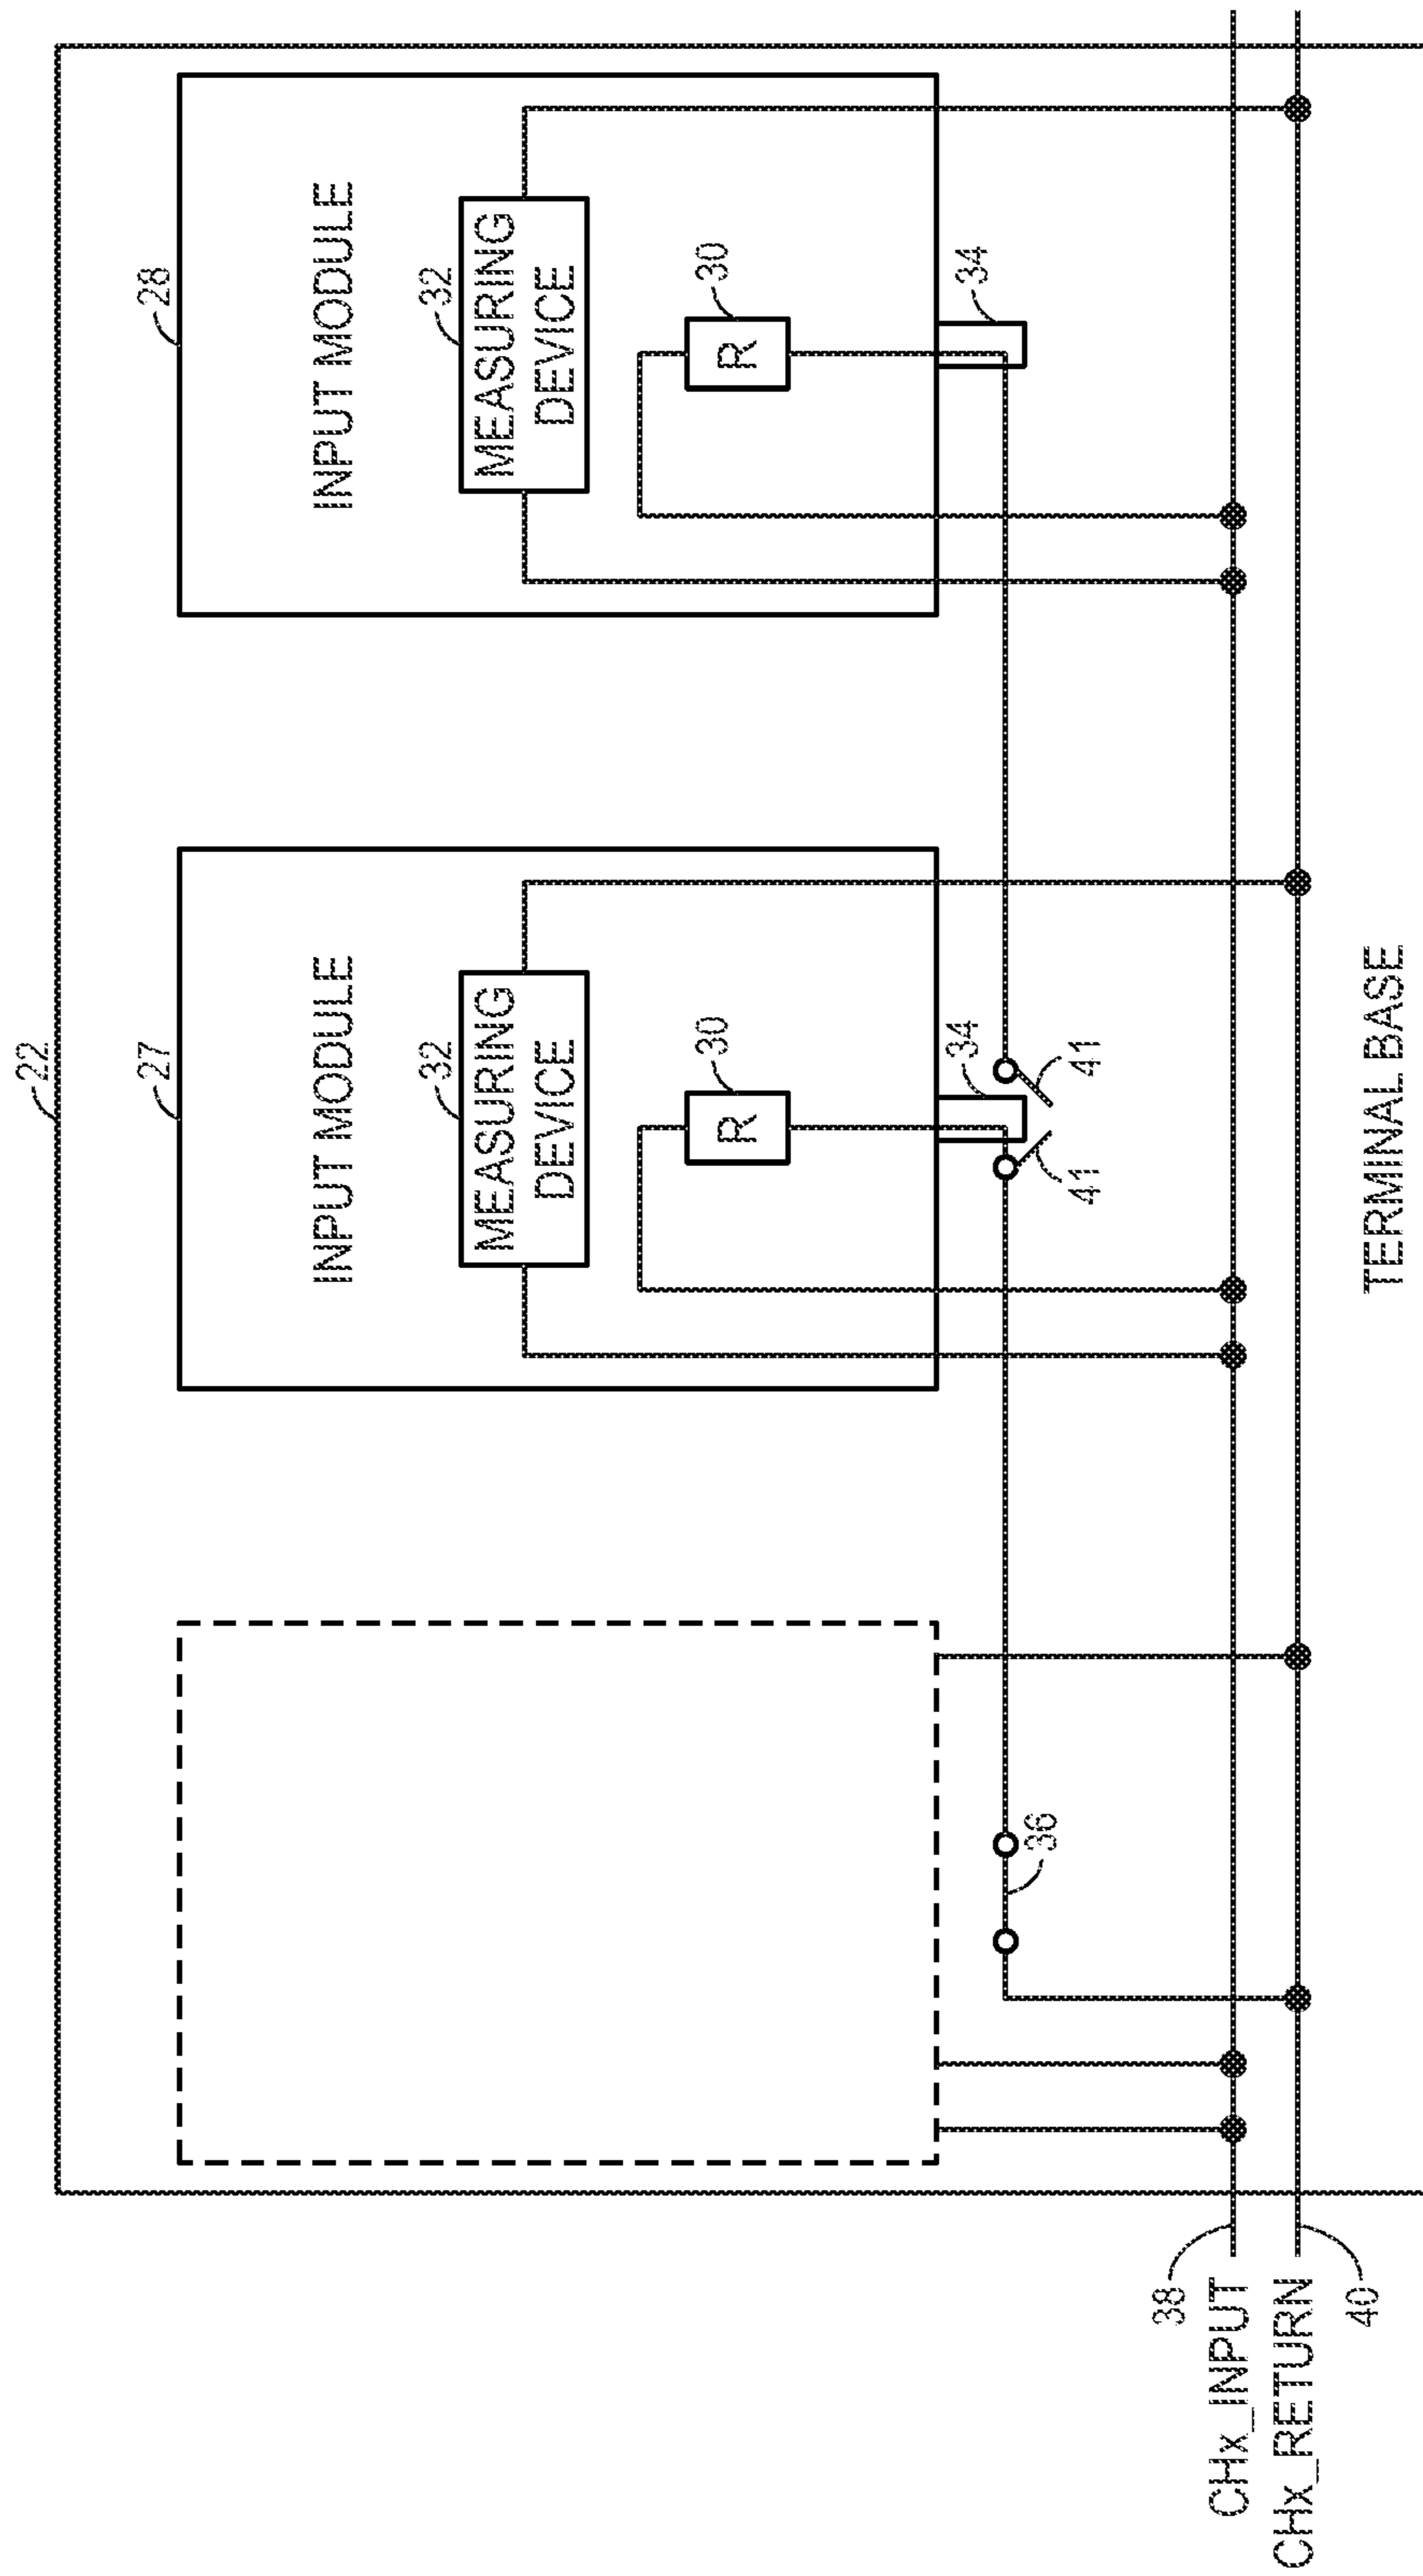 22
27
28
INPUT MODULE
INPUT MODULE
32
32
MEASURING
DEVICE
MEASURING
DEVICE
30
30
R
R
34
34
36
41
41
38
CHx_INPUT
CHx_RETURN
40
TERMINAL BASE